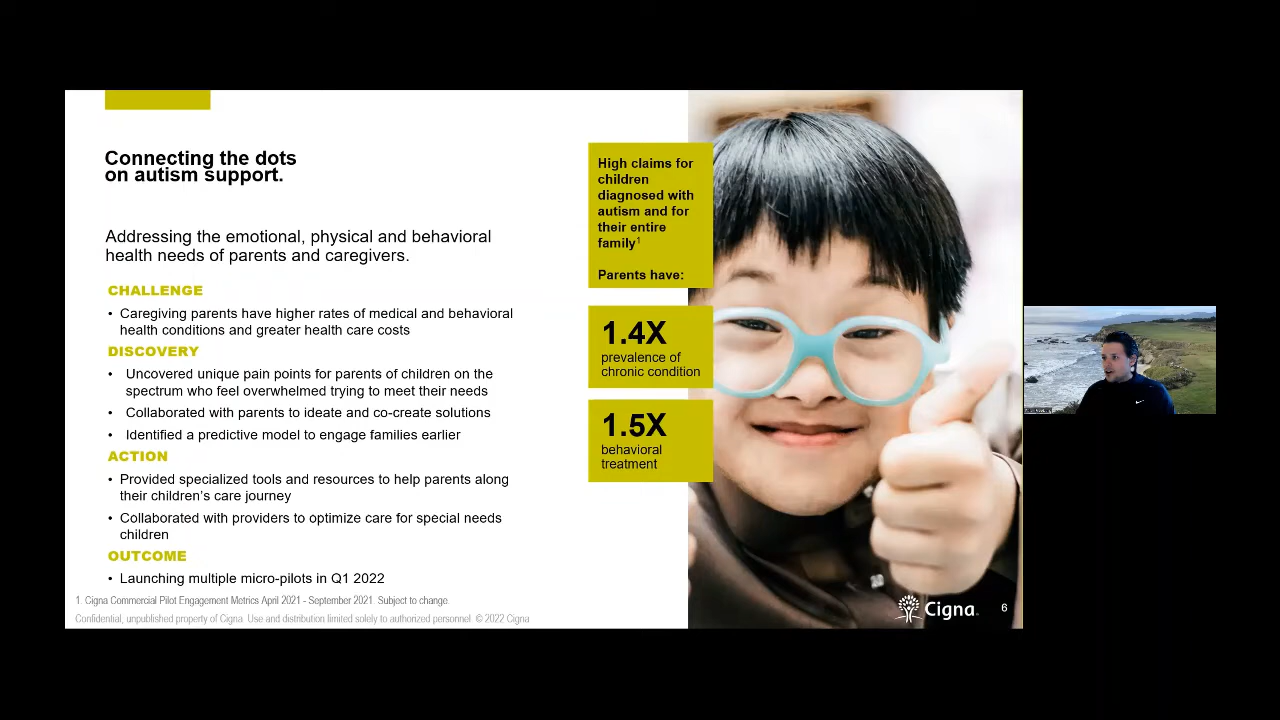 Connecting the dots
on autism support.
Addressing the emotional, physical and behavioral
health needs of parents and caregivers.
CHALLENGE
• Caregiving parents have higher rates of medical and behavioral
health conditions and greater health care costs
DISCOVERY
• Uncovered unique pain points for parents of children on the
spectrum who feel overwhelmed trying to meet their needs
• Collaborated with parents to ideate and co-create solutions
• Identified a predictive model to engage families earlier
ACTION
• Provided specialized tools and resources to help parents along
their children's care journey
• Collaborated with providers to optimize care for special needs
children
OUTCOME
• Launching multiple micro-pilots in Q1 2022
1. Cigna Commercial Pilot Engagement Metrics April 2021 - September 2021. Subject to change.
Confidential, unpublished property of Cigna. Use and distribution limited solely to authorized personnel. © 2022 Cigna
High claims for
children
diagnosed with
autism and for
their entire
family1
Parents have:
1.4X
prevalence of
chronic condition
1.5X
behavioral
treatment
Cigna
6